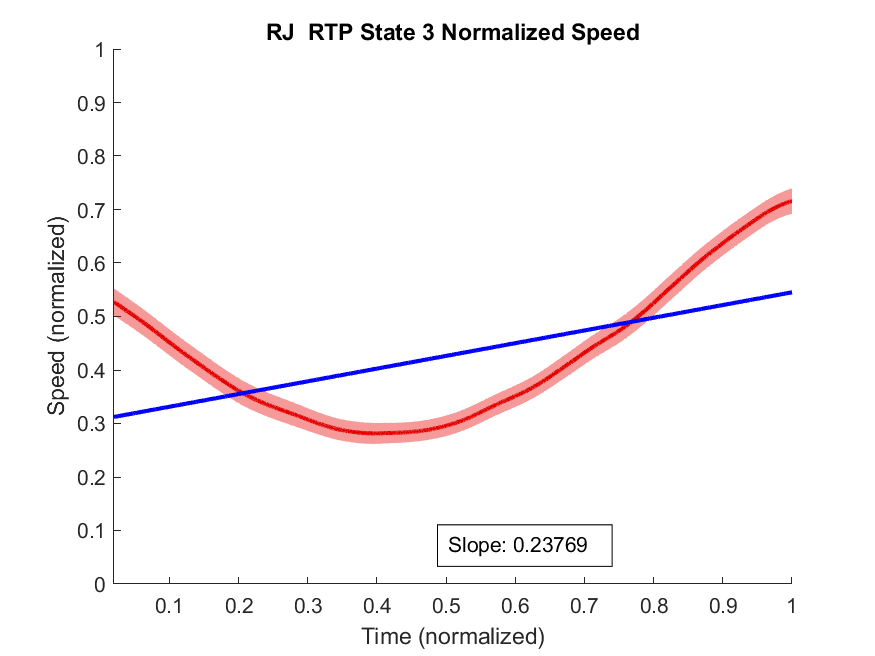 RJ  RTP State 3 Normalized Speed
1
0.9
0.8
0.7
0.6
0.5
0.4
0.3
0.2
0.1
0
Speed (normalized)
Slope: 0.23769
0.1 0.2 0.3 0.4 0.5 0.6 0.7 0.8 0.9 1
Time (normalized)